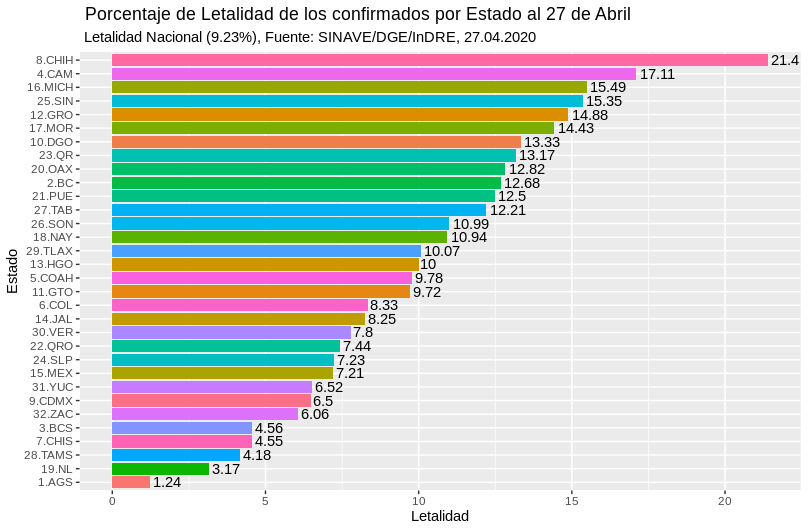 Porcentaje de Letalidad de los confirmados por Estado al 27 de Abril
Letalidad Nacional (9.23%), Fuente: SINAVE/DGE/InDRE, 27.04.2020
Estado
8.CHIH 21.4
4.CAM 17.11
16.MICH 15.49
25.SIN 15.35
12.GRO 14.88
17.MOR 14.43
10.DGO 13.33
23.QR 13.17
20.OAX 12.82
2.BC 12.68
21.PUE 12.5
27.TAB 12.21
26.SON 10.99
18.NAY 10.94
29.TLAX 10.07
13.HGO 10
5.COAH 9.78
11.GTO 9.72
6.COL 8.33
14.JAL 8.25
30.VER 7.8
22.QRO 7.44
24.SLP 7.23
15.MEX 7.21
31.YUC 6.52
9.CDMX 6.5
32.ZAC 6.06
3.BCS 4.56
7.CHIS 4.55
28.TAMS 4.18
19.NL 3.17
1.AGS 1.24
0 5 10 15 20
Letalidad